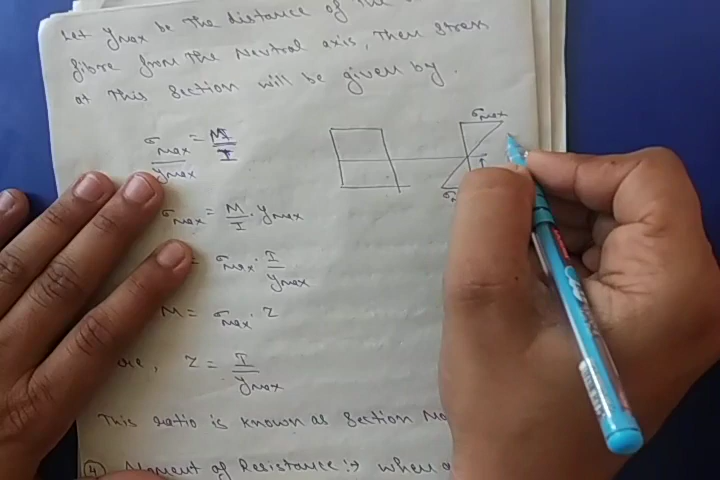 Let ymax be the distance of the
fibre from the Neutral axis, then stress
at this section will be given by.
σmax/ymax = M/I
σmax
σmax = M/I . ymax
= σmax . I/ymax
M = σmax . Z
Z = I/ymax
This ratio is known as Section Mo
(4) Moment of Resistance :→ when a